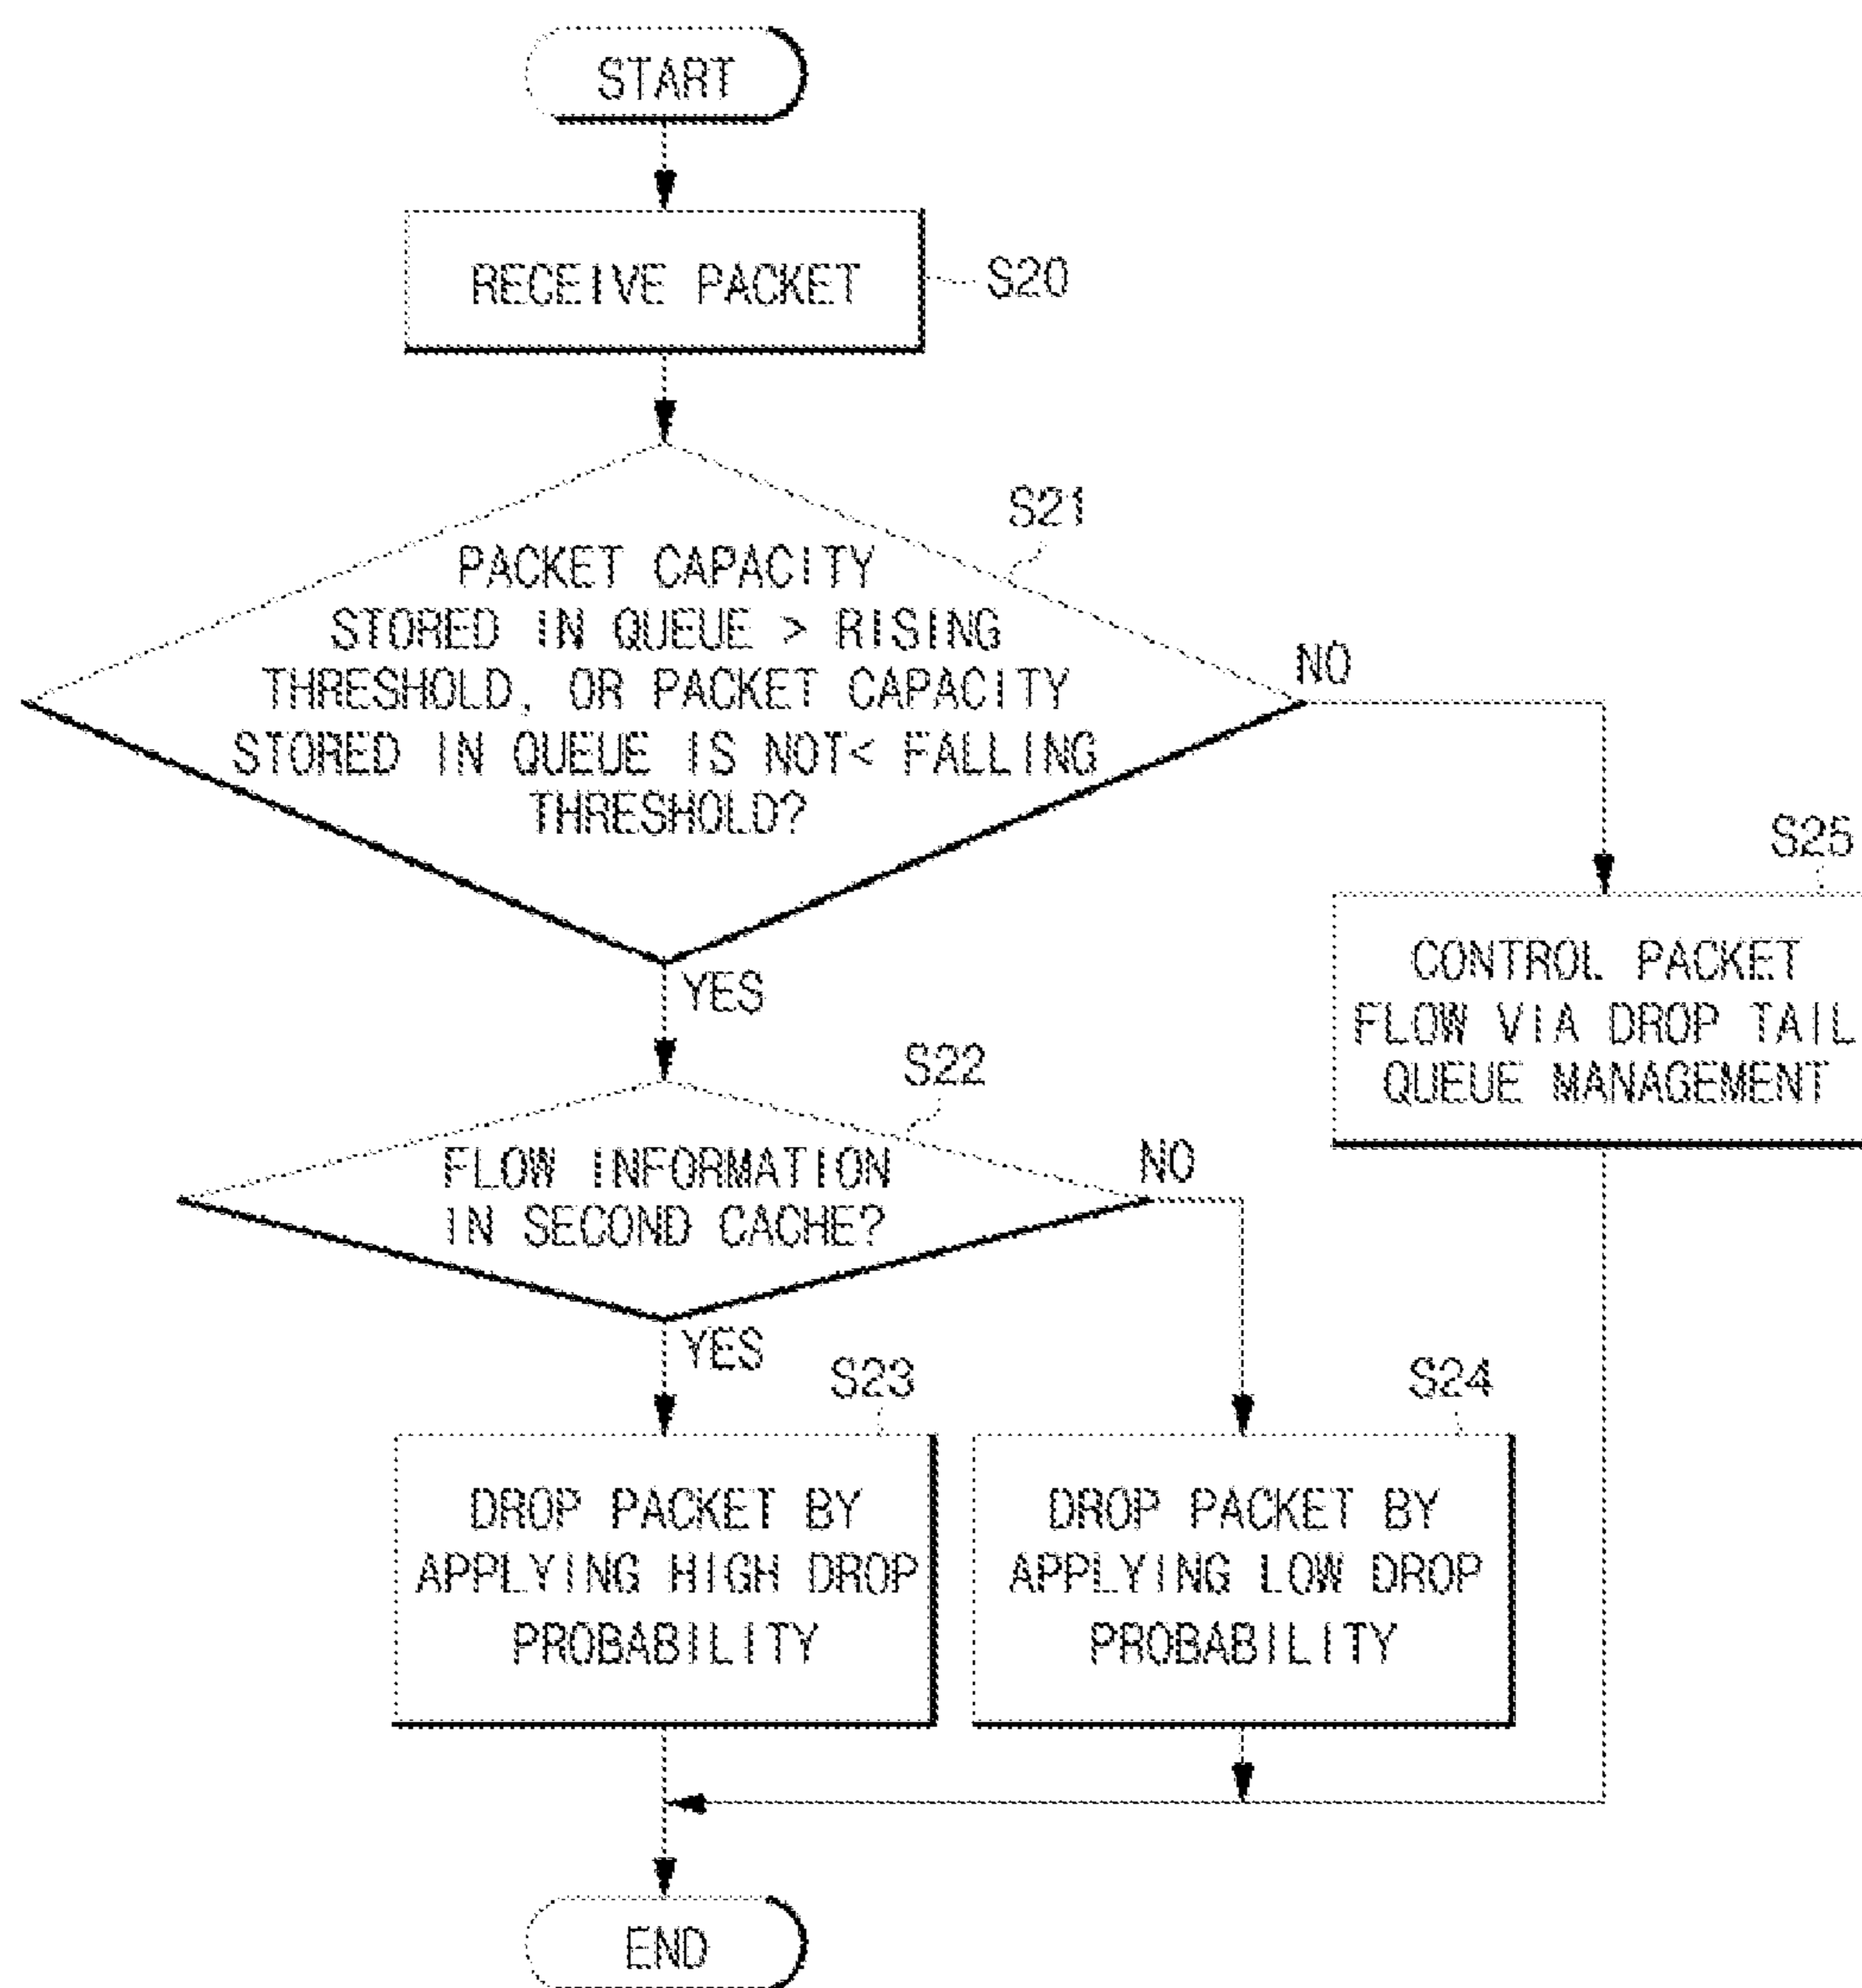 START
RECEIVE PACKET
S20
S21
PACKET CAPACITY
STORED IN QUEUE > RISING
THRESHOLD, OR PACKET CAPACITY
STORED IN QUEUE IS NOT< FALLING
THRESHOLD?
NO
YES
S25
CONTROL PACKET
FLOW VIA DROP TAIL
QUEUE MANAGEMENT
S22
FLOW INFORMATION
IN SECOND CACHE?
NO
YES
S23
DROP PACKET BY
APPLYING HIGH DROP
PROBABILITY
S24
DROP PACKET BY
APPLYING LOW DROP
PROBABILITY
END